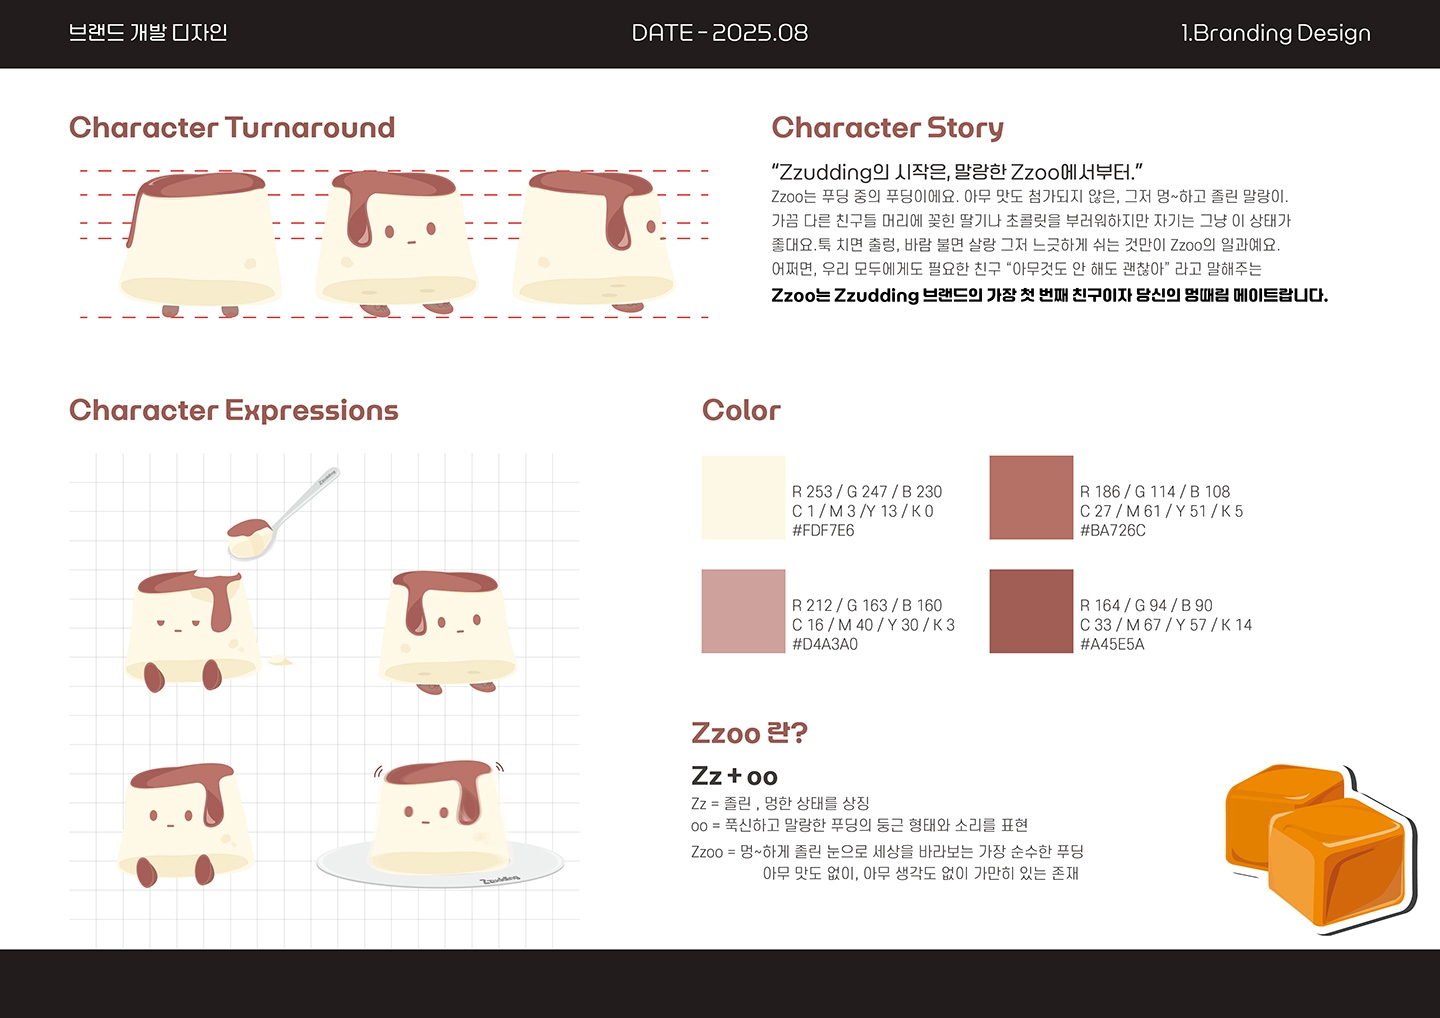 브랜드 개발 디자인
DATE - 2025.08
1.Branding Design
Character Turnaround
Character Story
“Zzudding의 시작은, 말랑한 Zzoo에서부터.”
Zzoo는 푸딩 중의 푸딩이에요. 아무 맛도 첨가되지 않은, 그저 멍~하고 졸린 말랑이.
가끔 다른 친구들 머리에 꽂힌 딸기나 초콜릿을 부러워하지만 자기는 그냥 이 상태가
좋대요.툭 치면 출렁, 바람 불면 살랑 그저 느긋하게 쉬는 것만이 Zzoo의 일과예요.
어쩌면, 우리 모두에게도 필요한 친구 “아무것도 안 해도 괜찮아” 라고 말해주는
Zzoo는 Zzudding 브랜드의 가장 첫 번째 친구이자 당신의 멍때림 메이트랍니다.
Character Expressions
Zzudding
Zzudding
Color
R 253 / G 247 / B 230
C 1 / M 3 /Y 13 / K 0
#FDF7E6
R 186 / G 114 / B 108
C 27 / M 61 / Y 51 / K 5
#BA726C
R 212 / G 163 / B 160
C 16 / M 40 / Y 30 / K 3
#D4A3A0
R 164 / G 94 / B 90
C 33 / M 67 / Y 57 / K 14
#A45E5A
Zzoo 란?
Zz + oo
Zz = 졸린 , 멍한 상태를 상징
oo = 푹신하고 말랑한 푸딩의 둥근 형태와 소리를 표현
Zzoo = 멍~하게 졸린 눈으로 세상을 바라보는 가장 순수한 푸딩
아무 맛도 없이, 아무 생각도 없이 가만히 있는 존재